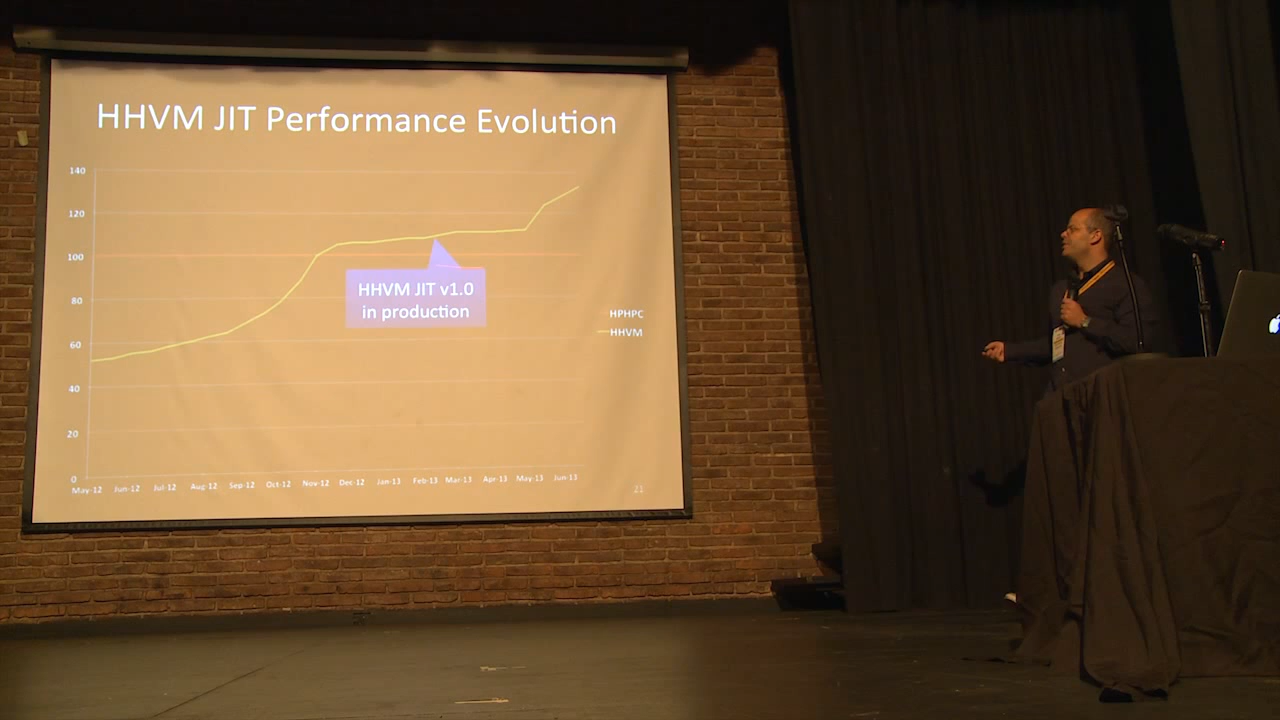 HHVM JIT Performance Evolution
140
120
100
80
60
40
20
0
HHVM JIT v1.0
in production
HPHPC
HHVM
May-12 Jun-12 Jul-12 Aug-12 Sep-12 Oct-12 Nov-12 Dec-12 Jan-13 Feb-13 Mar-13 Apr-13 May-13 Jun-13
21